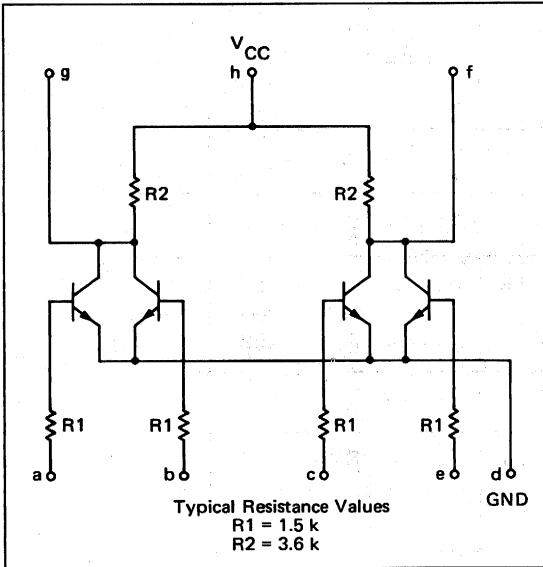 V CC
g h f
R2 R2
R1 R1 R1 R1
a b c e d
GND
Typical Resistance Values
R1 = 1.5 k
R2 = 3.6 k